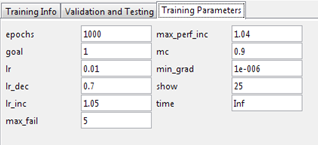 Training Info Validation and Testing Training Parameters
epochs 1000 max_perf_inc 1.04
goal 1 mc 0.9
lr 0.01 min_grad 1e-006
lr_dec 0.7 show 25
lr_inc 1.05 time Inf
max_fail 5